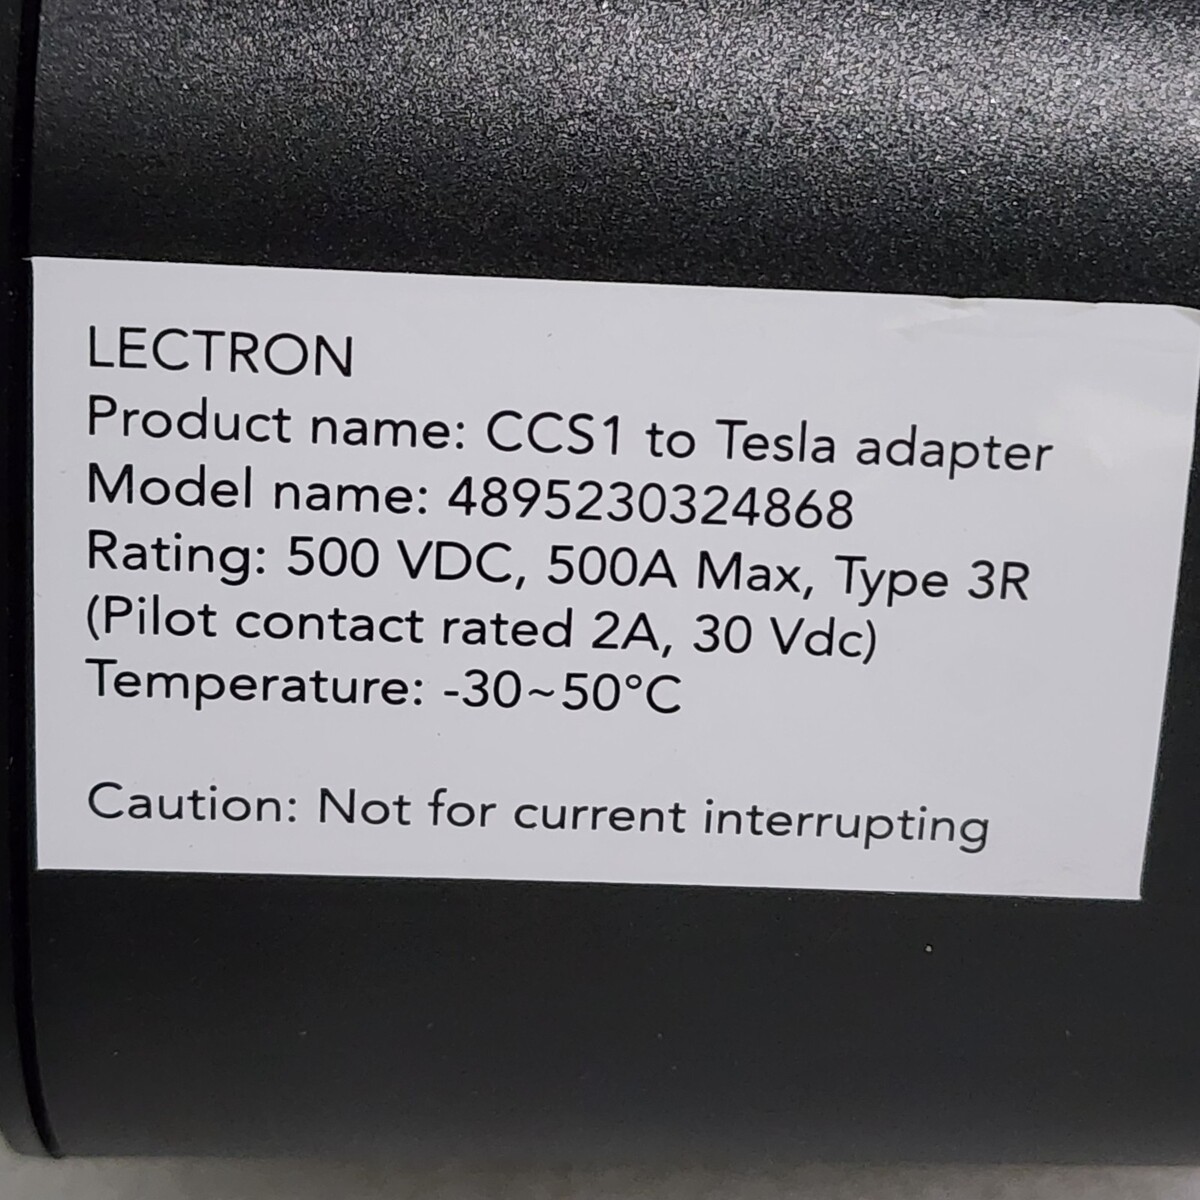 LECTRON
Product name: CCS1 to Tesla adapter
Model name: 4895230324868
Rating: 500 VDC, 500A Max, Type 3R
(Pilot contact rated 2A, 30 Vdc)
Temperature: -30~50°C
Caution: Not for current interrupting